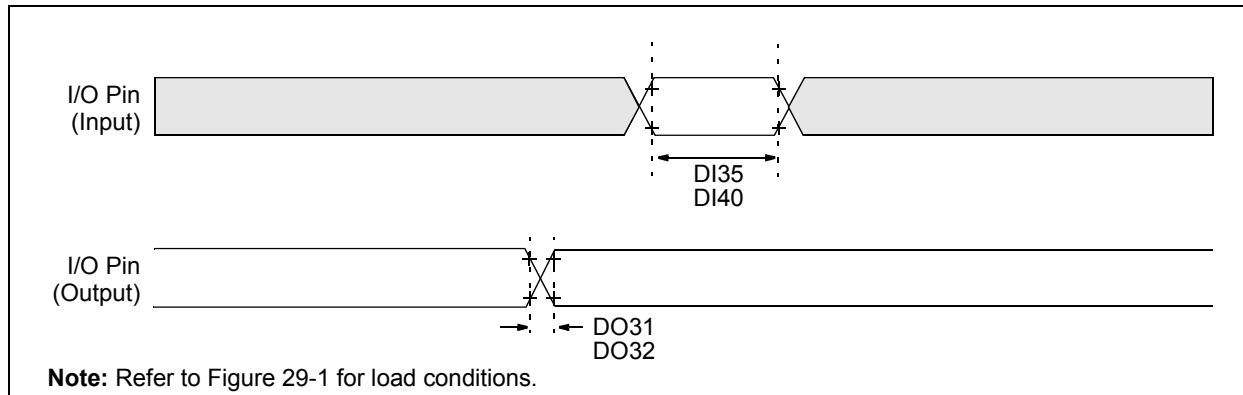 I/O Pin
(Input)
DI35
DI40
I/O Pin
(Output)
DO31
DO32
Note: Refer to Figure 29-1 for load conditions.